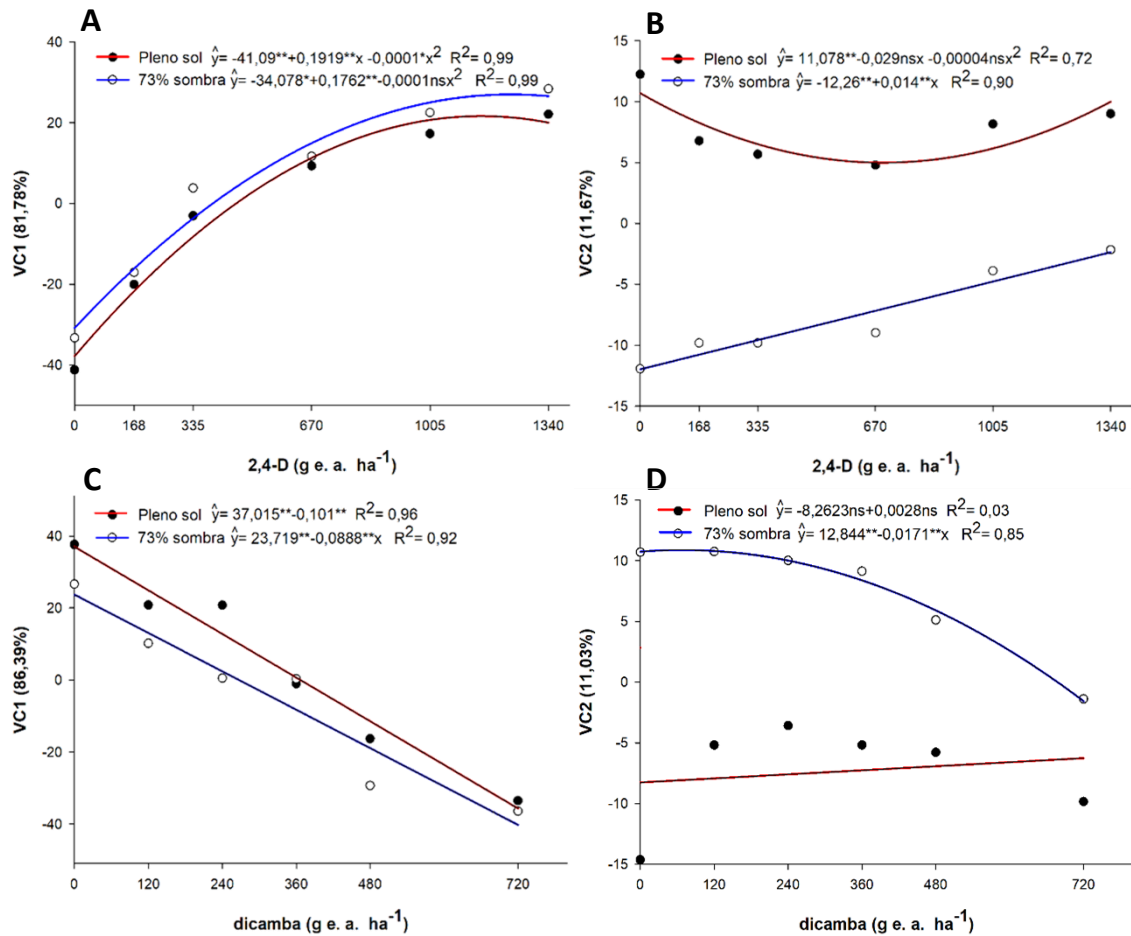 A
Pleno sol ŷ= -41,09**+0,1919**x -0,0001*x² R²= 0,99
73% sombra ŷ= -34,078*+0,1762**-0,0001nsx² R²= 0,99
40
20
0
-20
-40
VC1 (81,78%)
0 168 335 670 1005 1340
2,4-D (g e. a. ha⁻¹)
B
Pleno sol ŷ= 11,078**-0,029nsx -0,00004nsx² R²= 0,72
73% sombra ŷ= -12,26**+0,014**x R²= 0,90
15
10
5
0
-5
-10
-15
VC2 (11,67%)
0 168 335 670 1005 1340
2,4-D (g e. a. ha⁻¹)
C
Pleno sol ŷ= 37,015**-0,101** R²= 0,96
73% sombra ŷ= 23,719**-0,0888**x R²= 0,92
40
20
0
-20
-40
VC1 (86,39%)
0 120 240 360 480 720
dicamba (g e. a. ha⁻¹)
D
Pleno sol ŷ= -8,2623ns+0,0028ns R²= 0,03
73% sombra ŷ= 12,844**-0,0171**x R²= 0,85
15
10
5
0
-5
-10
-15
VC2 (11,03%)
0 120 240 360 480 720
dicamba (g e. a. ha⁻¹)